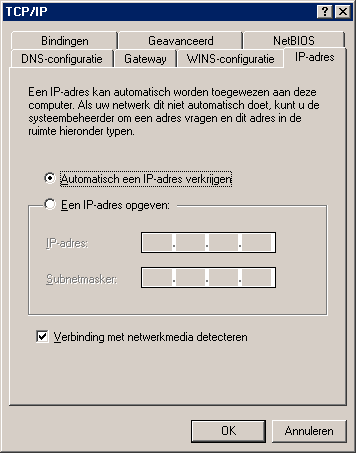 TCP/IP
Bindingen Geavanceerd NetBIOS
DNS-configuratie Gateway WINS-configuratie IP-adres
Een IP-adres kan automatisch worden toegewezen aan deze
computer. Als uw netwerk dit niet automatisch doet, kunt u de
systeembeheerder om een adres vragen en dit adres in de
ruimte hieronder typen.
Automatisch een IP-adres verkrijgen
Een IP-adres opgeven:
IP-adres:
Subnetmasker:
Verbinding met netwerkmedia detecteren
OK Annuleren